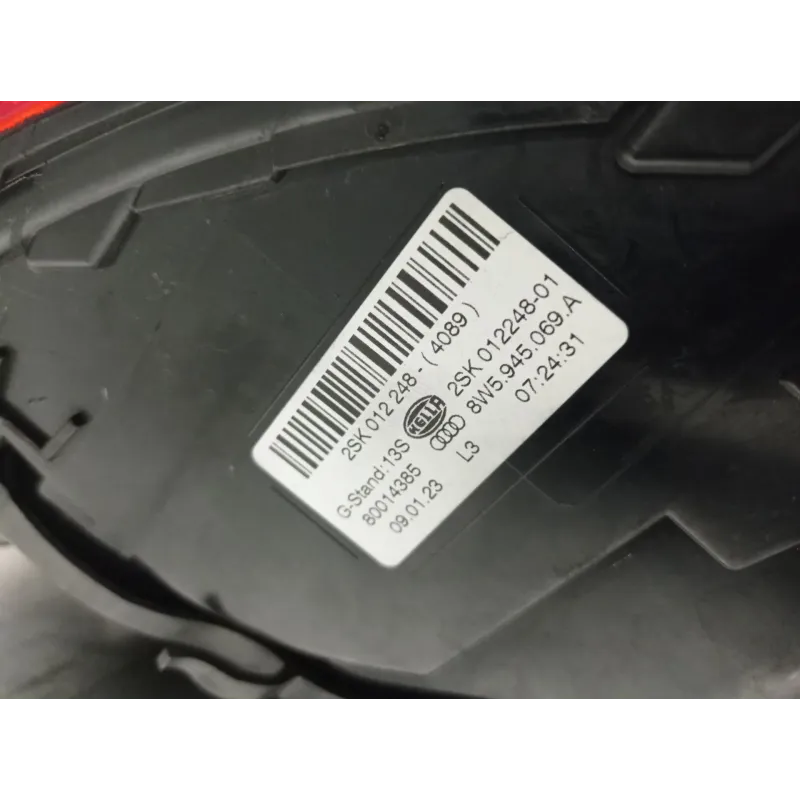 2SK 012 248 - (4089)
G-Stand: 13S HELLA 2SK 012248-01
80014385 8W5.945.069.A
09.01.23 L3 07:24:31